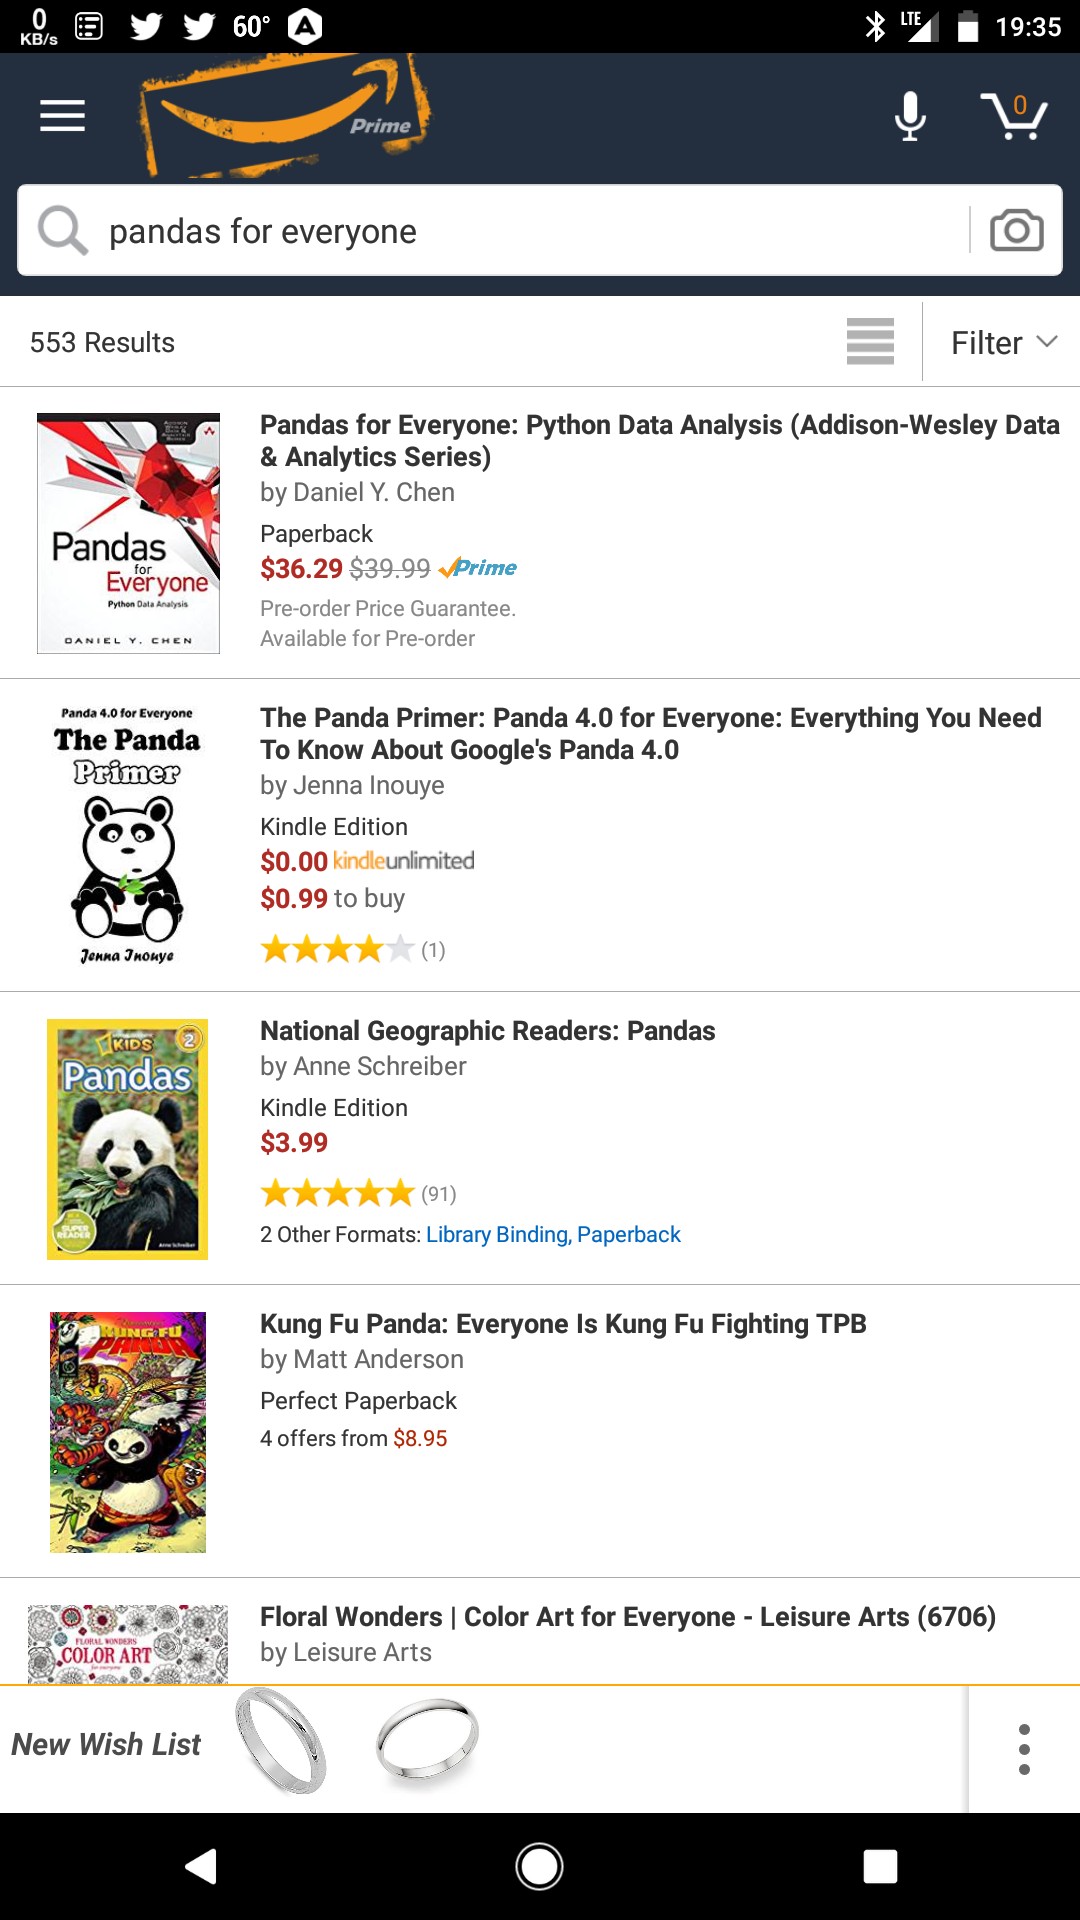 0
KB/s
60°
LTE
19:35
Prime
0
pandas for everyone
553 Results
Filter
Pandas
for
Everyone
Python Data Analysis
DANIEL Y. CHEN
Pandas for Everyone: Python Data Analysis (Addison-Wesley Data
& Analytics Series)
by Daniel Y. Chen
Paperback
$36.29 $39.99 Prime
Pre-order Price Guarantee.
Available for Pre-order
Panda 4.0 for Everyone
The Panda
Primer
Jenna Inouye
The Panda Primer: Panda 4.0 for Everyone: Everything You Need
To Know About Google's Panda 4.0
by Jenna Inouye
Kindle Edition
$0.00 kindleunlimited
$0.99 to buy
(1)
KIDS
2
Pandas
SUPER
READER
Anne Schreiber
National Geographic Readers: Pandas
by Anne Schreiber
Kindle Edition
$3.99
(91)
2 Other Formats: Library Binding, Paperback
KUNG FU
PANDA
Kung Fu Panda: Everyone Is Kung Fu Fighting TPB
by Matt Anderson
Perfect Paperback
4 offers from $8.95
FLORAL WONDERS
COLOR ART
for everyone
Floral Wonders | Color Art for Everyone - Leisure Arts (6706)
by Leisure Arts
New Wish List